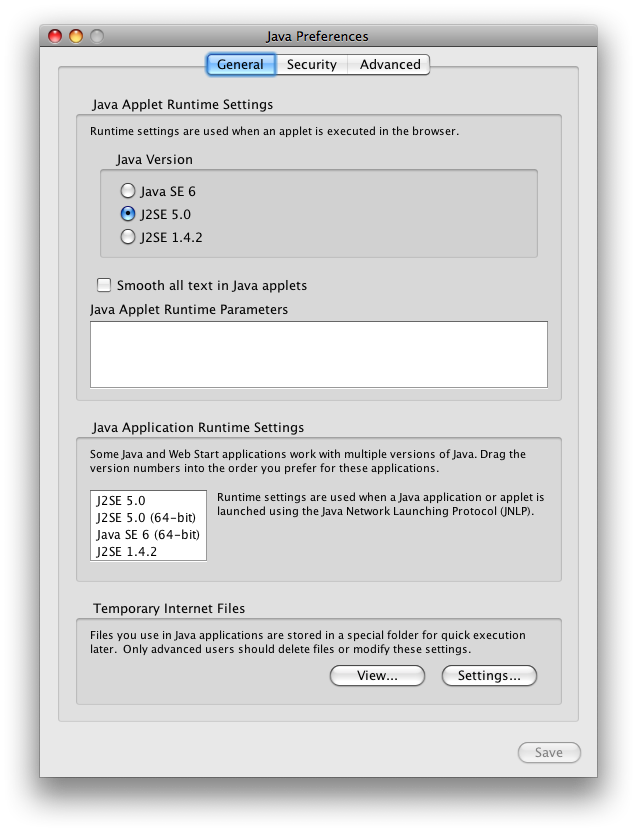 Java Preferences
General Security Advanced
Java Applet Runtime Settings
Runtime settings are used when an applet is executed in the browser.
Java Version
Java SE 6
J2SE 5.0
J2SE 1.4.2
Smooth all text in Java applets
Java Applet Runtime Parameters
Java Application Runtime Settings
Some Java and Web Start applications work with multiple versions of Java. Drag the
version numbers into the order you prefer for these applications.
J2SE 5.0
J2SE 5.0 (64-bit)
Java SE 6 (64-bit)
J2SE 1.4.2
Runtime settings are used when a Java application or applet is
launched using the Java Network Launching Protocol (JNLP).
Temporary Internet Files
Files you use in Java applications are stored in a special folder for quick execution
later. Only advanced users should delete files or modify these settings.
View... Settings...
Save